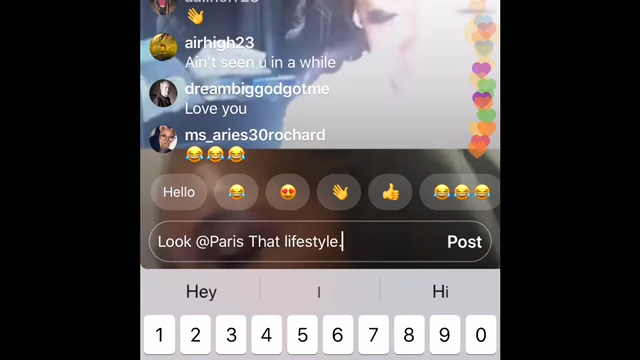 👋
airhigh23
Ain't seen u in a while
dreambiggodgotme
Love you
ms_aries30rochard
😂😂😂
Hello 😂 😍 👋 👍 😂😂😂
Look @Paris That lifestyle. Post
Hey I Hi
1 2 3 4 5 6 7 8 9 0